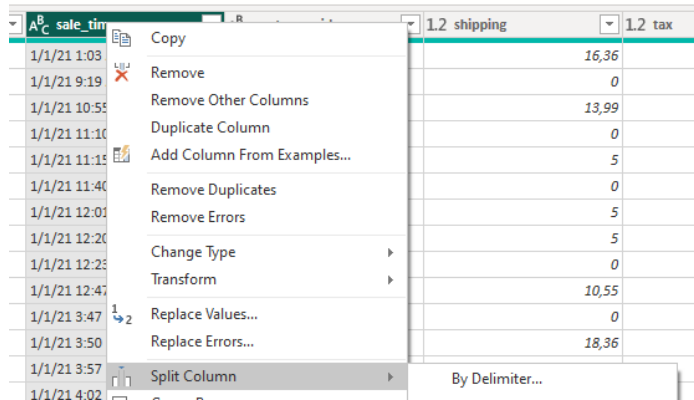 ABC sale_tim
1.2 shipping
1.2 tax
1/1/21 1:03
Copy
16,36
1/1/21 9:19
Remove
0
1/1/21 10:55
Remove Other Columns
13,99
1/1/21 11:10
Duplicate Column
0
1/1/21 11:15
Add Column From Examples...
5
1/1/21 11:40
Remove Duplicates
0
1/1/21 12:01
Remove Errors
5
1/1/21 12:20
Change Type
5
1/1/21 12:23
Transform
0
1/1/21 12:47
10,55
1/1/21 3:47
Replace Values...
0
1/1/21 3:50
Replace Errors...
18,36
1/1/21 3:57
Split Column
By Delimiter...
1/1/21 4:02